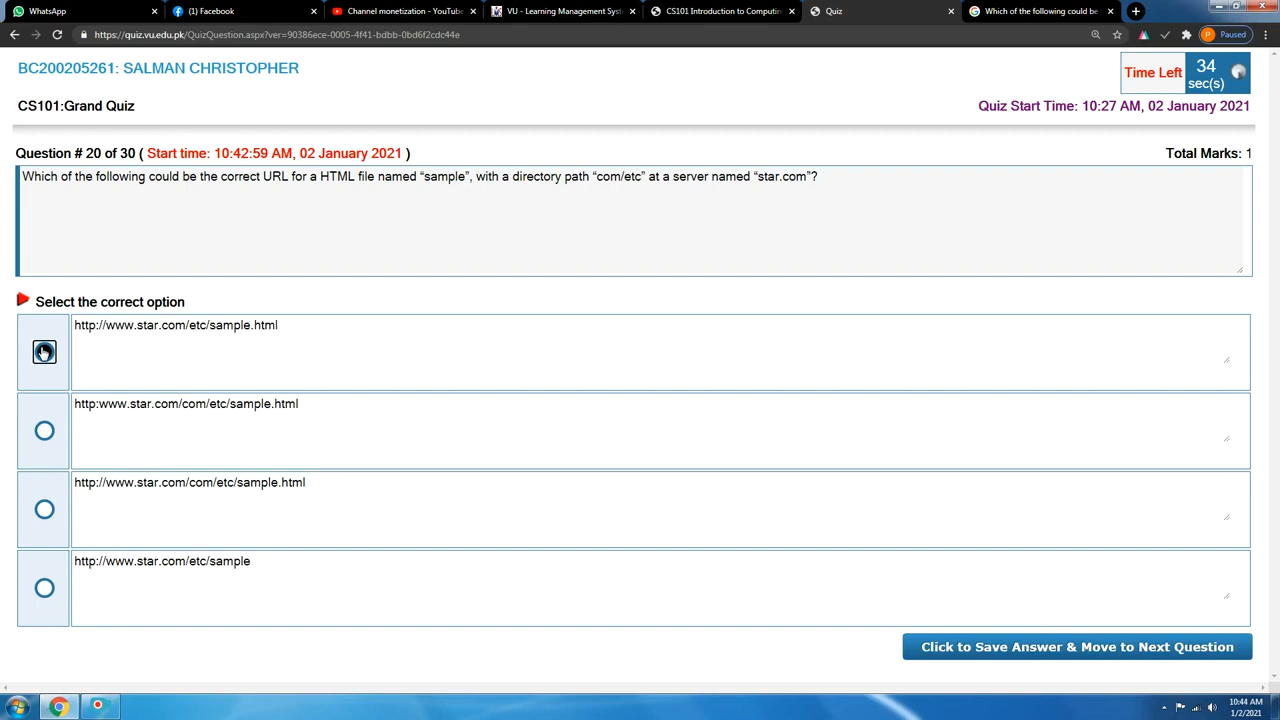 WhatsApp
(1) Facebook
Channel monetization - YouTube
VU - Learning Management Syst
CS101 Introduction to Computin
Quiz
Which of the following could be
https://quiz.vu.edu.pk/QuizQuestion.aspx?ver=90386ece-0005-4f41-bdbb-0bd6f2cdc44e
P Paused
BC200205261: SALMAN CHRISTOPHER
Time Left 34 sec(s)
CS101:Grand Quiz
Quiz Start Time: 10:27 AM, 02 January 2021
Question # 20 of 30 ( Start time: 10:42:59 AM, 02 January 2021 )
Total Marks: 1
Which of the following could be the correct URL for a HTML file named “sample”, with a directory path “com/etc” at a server named “star.com”?
Select the correct option
http://www.star.com/etc/sample.html
http:www.star.com/com/etc/sample.html
http://www.star.com/com/etc/sample.html
http://www.star.com/etc/sample
Click to Save Answer & Move to Next Question
10:44 AM
1/2/2021